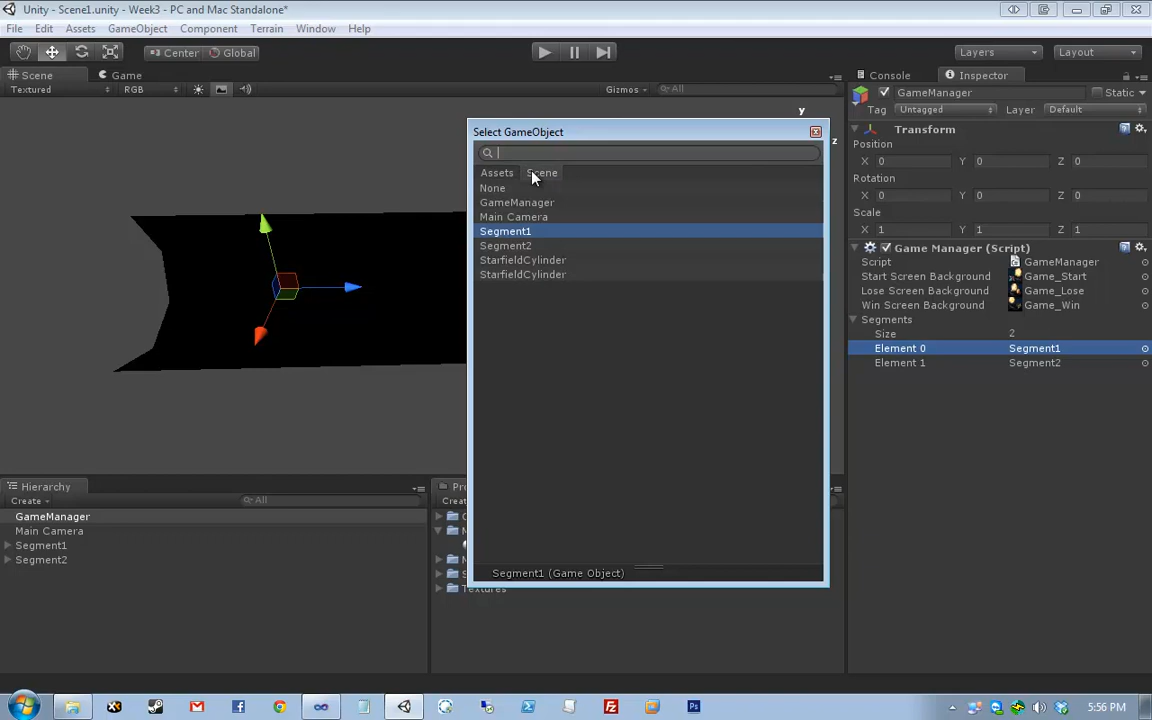 Unity - Scene1.unity - Week3 - PC and Mac Standalone*
File Edit Assets GameObject Component Terrain Window Help
Center Global Layers Layout
Scene Game Console Inspector
Textured RGB Gizmos All
GameManager Static
Tag Untagged Layer Default
y
z
Select GameObject
Assets Scene
None
GameManager
Main Camera
Segment1
Segment2
StarfieldCylinder
StarfieldCylinder
Segment1 (Game Object)
Transform
Position
X 0 Y 0 Z 0
Rotation
X 0 Y 0 Z 0
Scale
X 1 Y 1 Z 1
Game Manager (Script)
Script GameManager
Start Screen Background Game_Start
Lose Screen Background Game_Lose
Win Screen Background Game_Win
Segments
Size 2
Element 0 Segment1
Element 1 Segment2
Hierarchy
Create All
GameManager
Main Camera
Segment1
Segment2
Textures
Ps 5:56 PM